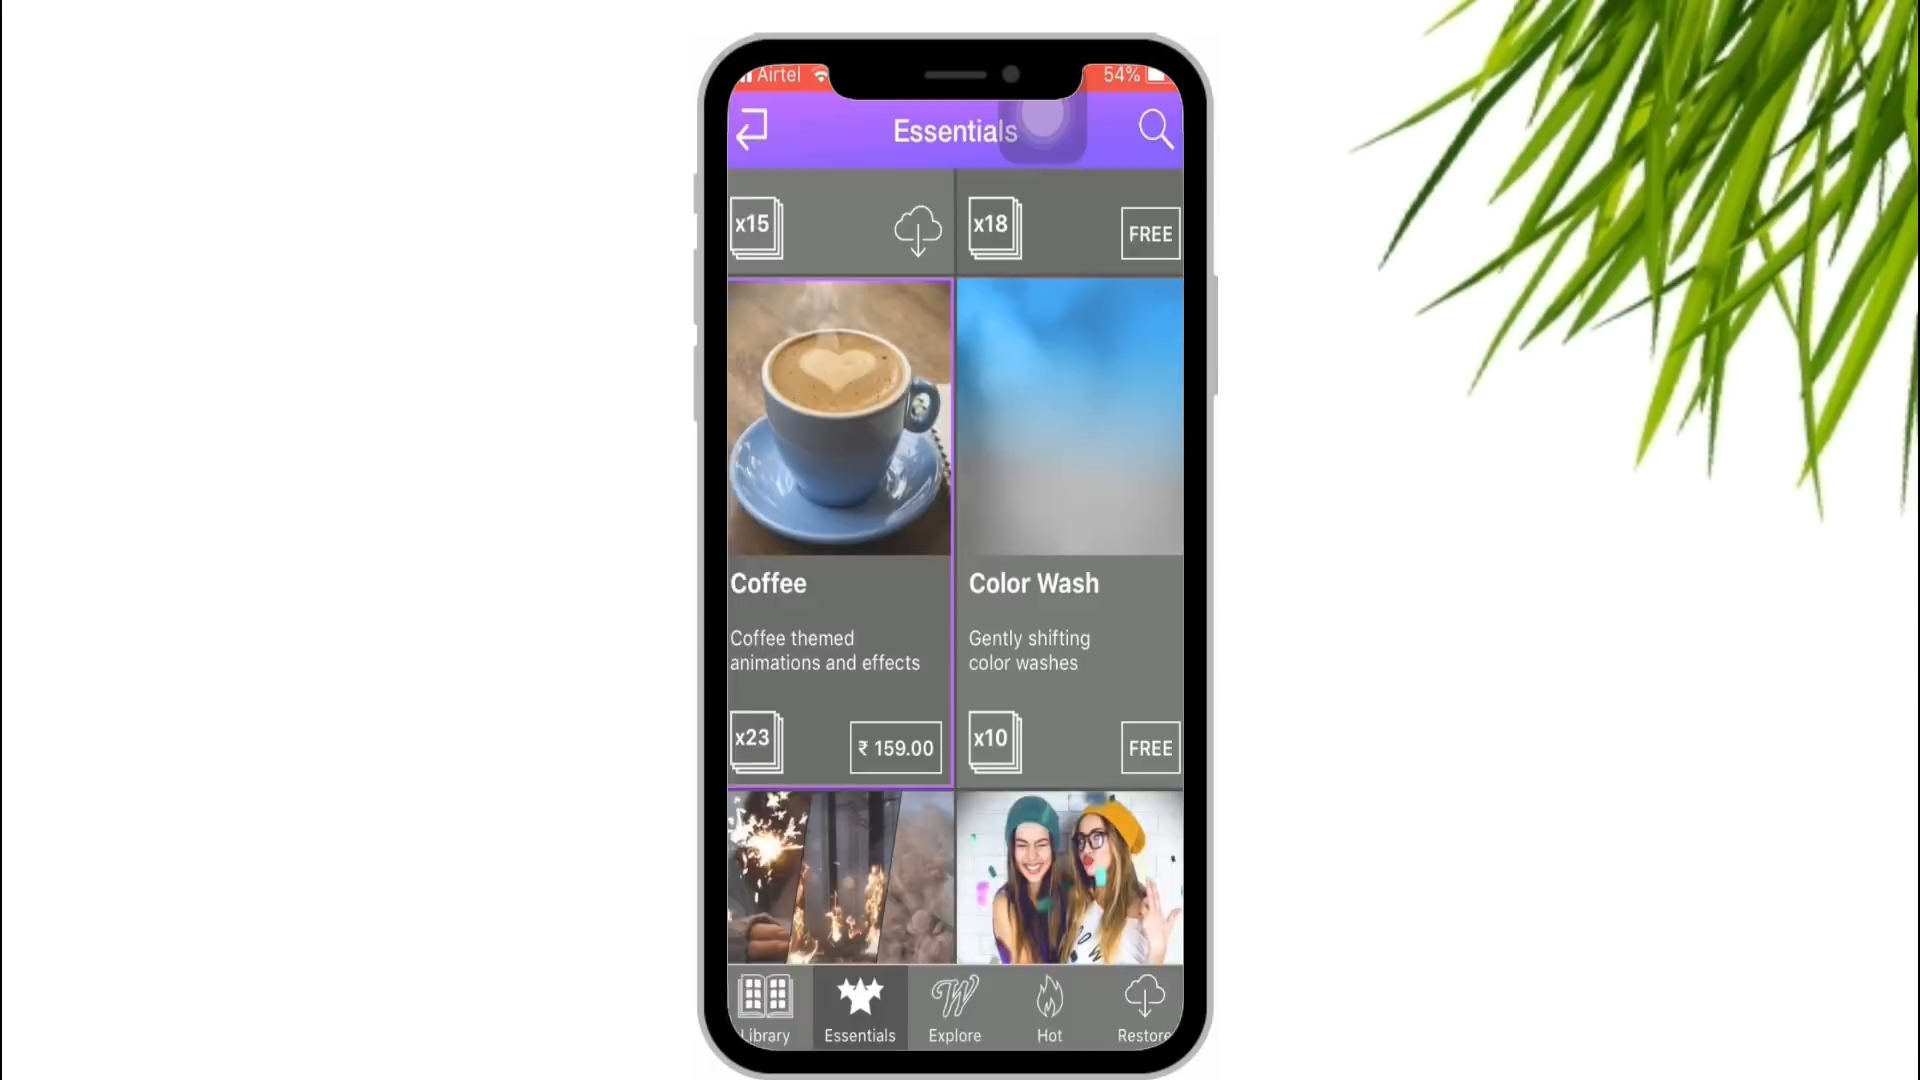 Airtel
54%
Essentials
x15
x18
FREE
Coffee
Color Wash
Coffee themed
animations and effects
Gently shifting
color washes
x23
₹ 159.00
x10
FREE
Library
Essentials
Explore
Hot
Restore